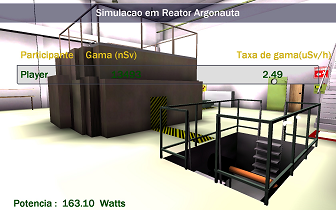 Simulacao em Reator Argonauta
Participante Gama (nSv) Taxa de gama(uSv/h)
Player 2.49
Potencia : 163.10 Watts